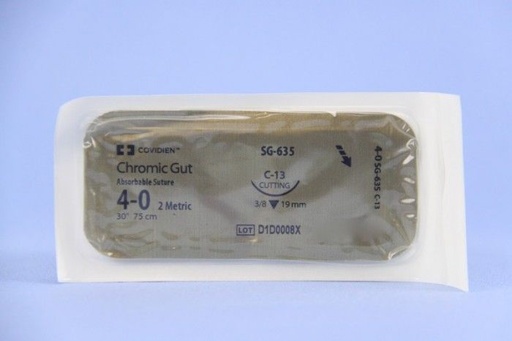 COVIDIEN™
Chromic Gut
Absorbable Suture
4-0 2 Metric
30" 75 cm
SG-635
C-13
CUTTING
3/8 ▼ 19 mm
LOT D1D0008X
4-0 SG-635 C-13